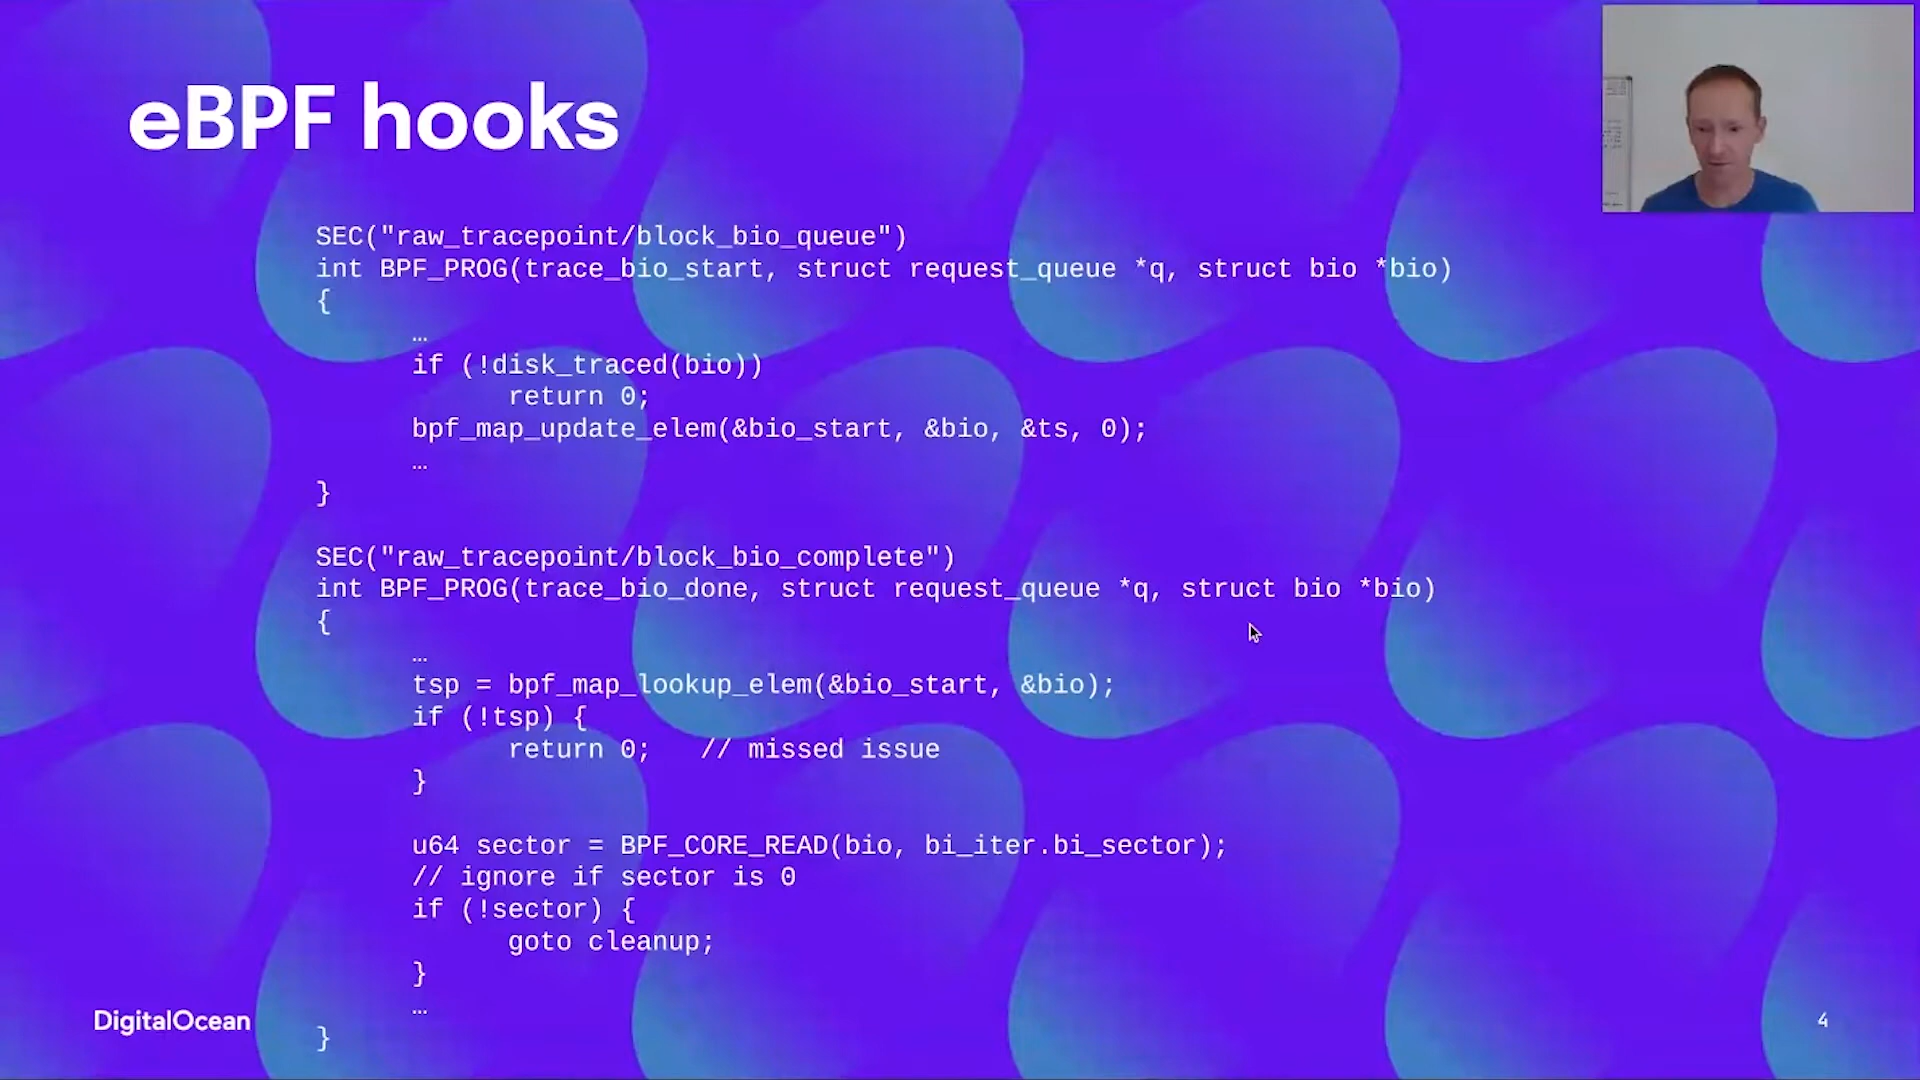 eBPF hooks
SEC("raw_tracepoint/block_bio_queue")
int BPF_PROG(trace_bio_start, struct request_queue *q, struct bio *bio)
{
…
if (!disk_traced(bio))
return 0;
bpf_map_update_elem(&bio_start, &bio, &ts, 0);
…
}
SEC("raw_tracepoint/block_bio_complete")
int BPF_PROG(trace_bio_done, struct request_queue *q, struct bio *bio)
{
…
tsp = bpf_map_lookup_elem(&bio_start, &bio);
if (!tsp) {
return 0; // missed issue
}
u64 sector = BPF_CORE_READ(bio, bi_iter.bi_sector);
// ignore if sector is 0
if (!sector) {
goto cleanup;
}
…
}
DigitalOcean
4